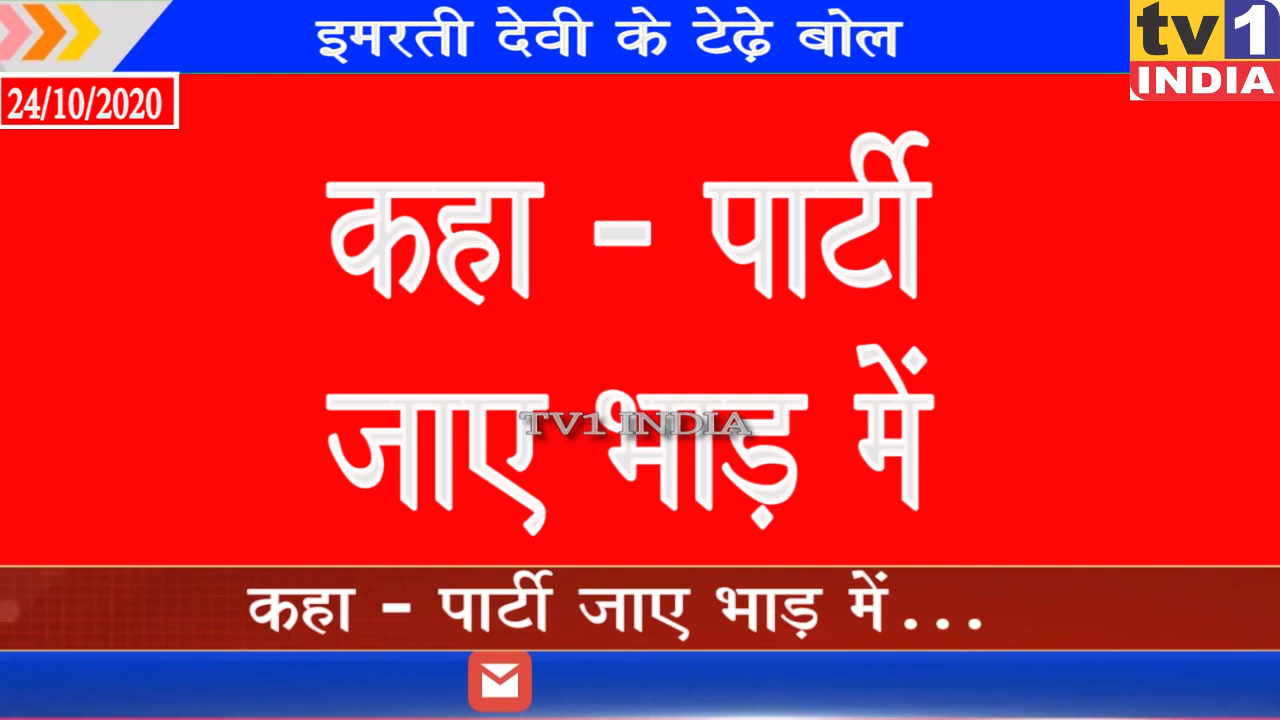 इमरती देवी के टेढ़े बोल
tv1
INDIA
24/10/2020
कहा - पार्टी
जाए भाड़ में
TV1 INDIA
कहा - पार्टी जाए भाड़ में...